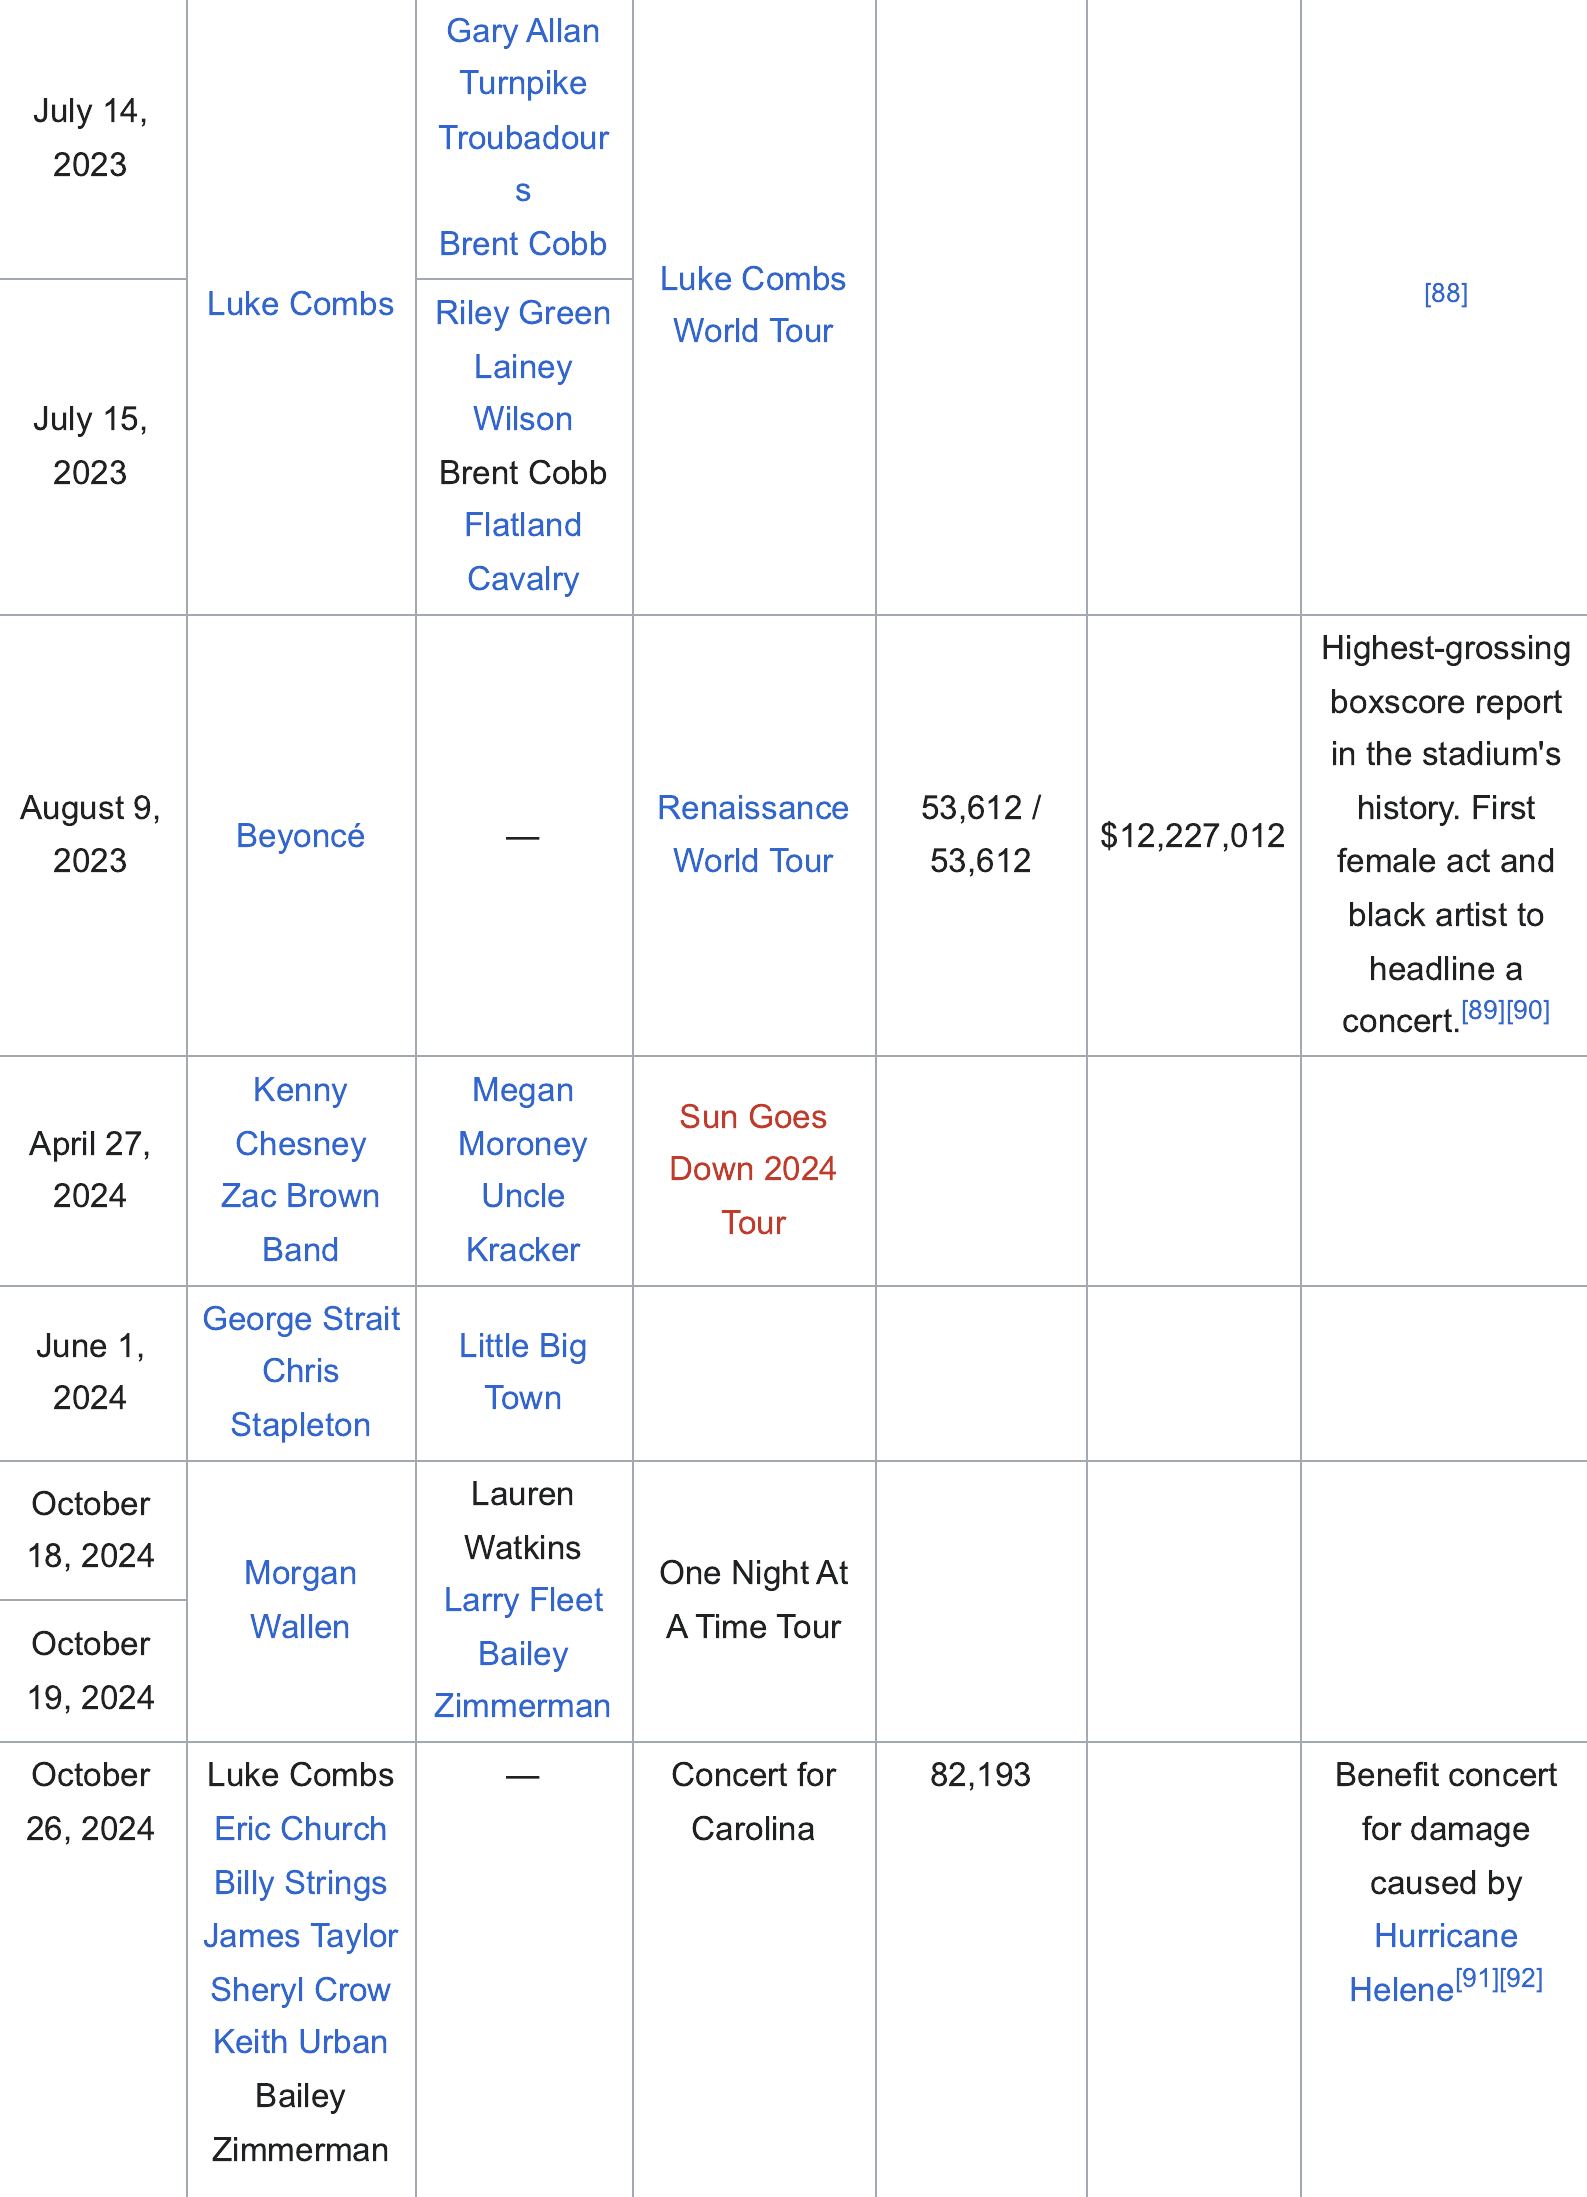 July 14,
2023
Luke Combs
Gary Allan
Turnpike
Troubadour
s
Brent Cobb
Luke Combs
World Tour
[88]
July 15,
2023
Riley Green
Lainey
Wilson
Brent Cobb
Flatland
Cavalry
August 9,
2023
Beyoncé
—
Renaissance
World Tour
53,612 /
53,612
$12,227,012
Highest-grossing
boxscore report
in the stadium's
history. First
female act and
black artist to
headline a
concert.[89][90]
April 27,
2024
Kenny
Chesney
Zac Brown
Band
Megan
Moroney
Uncle
Kracker
Sun Goes
Down 2024
Tour
June 1,
2024
George Strait
Chris
Stapleton
Little Big
Town
October
18, 2024
Morgan
Wallen
Lauren
Watkins
Larry Fleet
Bailey
Zimmerman
One Night At
A Time Tour
October
19, 2024
October
26, 2024
Luke Combs
Eric Church
Billy Strings
James Taylor
Sheryl Crow
Keith Urban
Bailey
Zimmerman
—
Concert for
Carolina
82,193
Benefit concert
for damage
caused by
Hurricane
Helene[91][92]